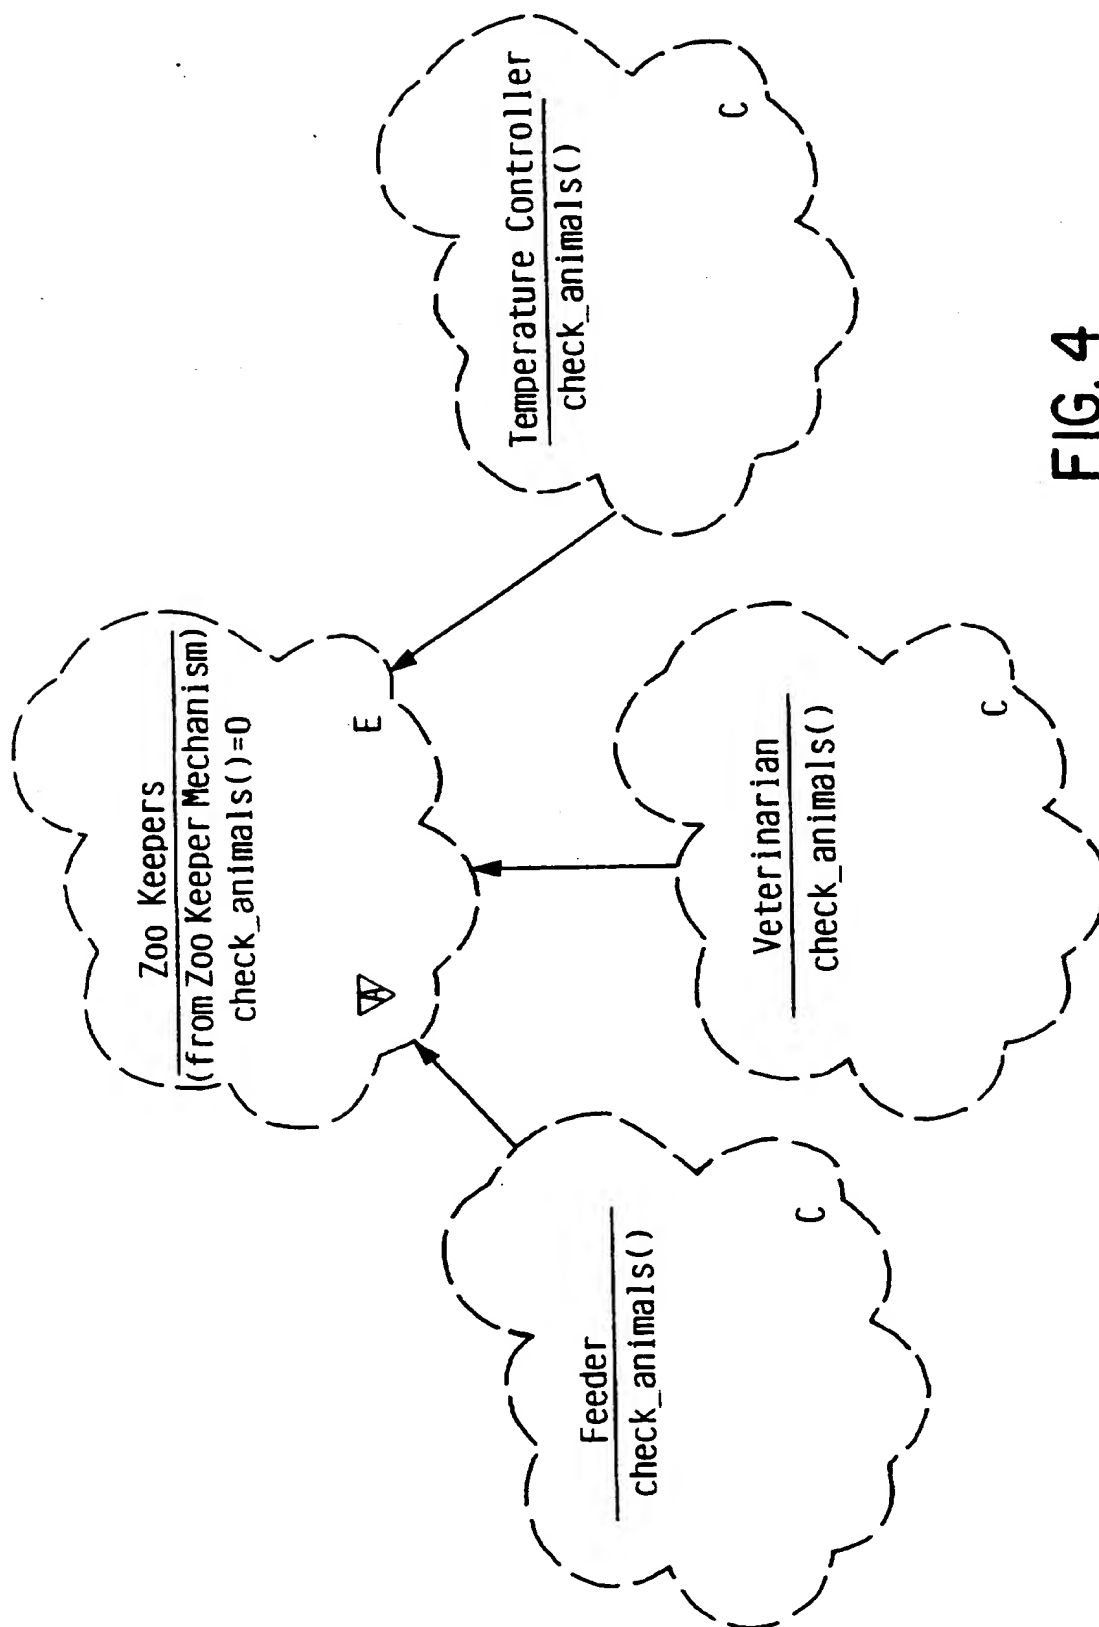 Zoo Keepers
(from Zoo Keeper Mechanism)
check_animals()=0
A
E
Feeder
check_animals()
C
Veterinarian
check_animals()
C
Temperature Controller
check_animals()
C
FIG. 4